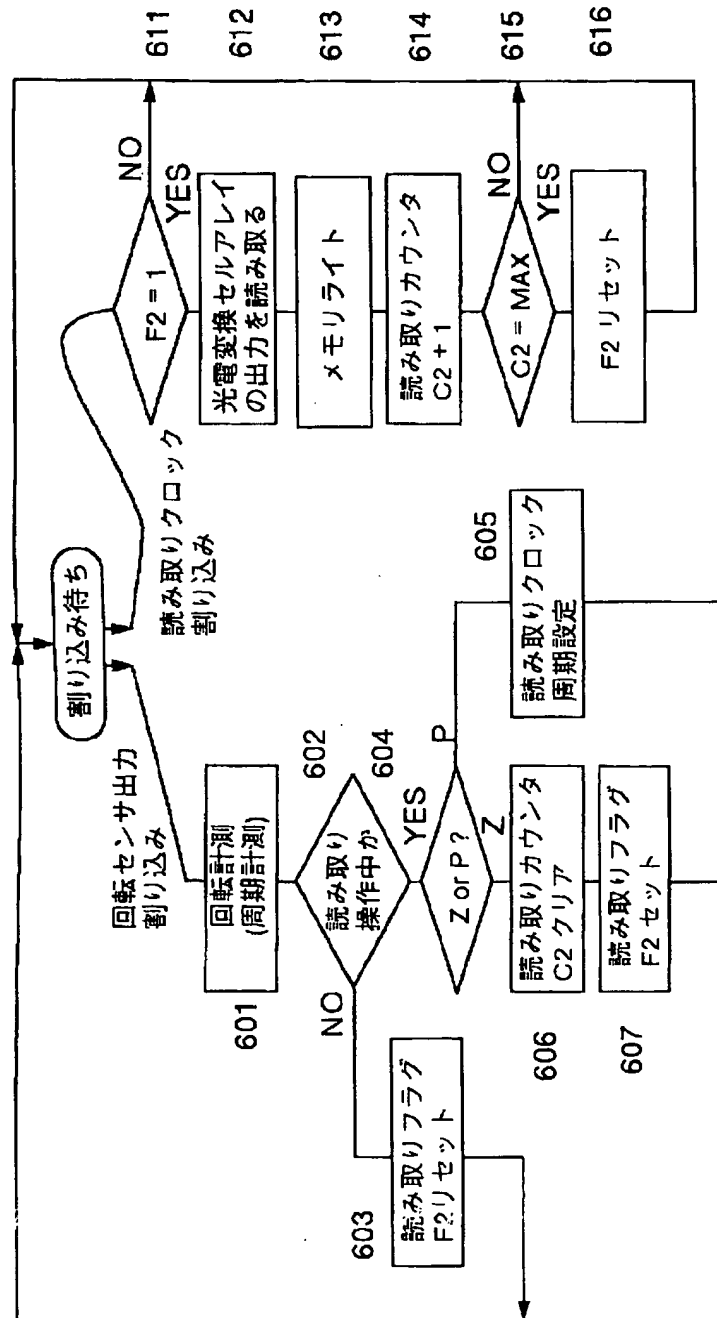 割り込み待ち
回転センサ出力
割り込み
読み取りクロック
割り込み
601
回転計測
(周期計測)
602
読み取り
操作中か
NO
YES
603
読み取りフラグ
F2リセット
604
Z or P?
P
Z
605
読み取りクロック
周期設定
606
読み取りカウンタ
C2 クリア
607
読み取りフラグ
F2 セット
611
F2 = 1
NO
YES
612
光電変換セルアレイ
の出力を読み取る
613
メモリライト
614
読み取りカウンタ
C2 + 1
615
C2 = MAX
NO
YES
616
F2 リセット